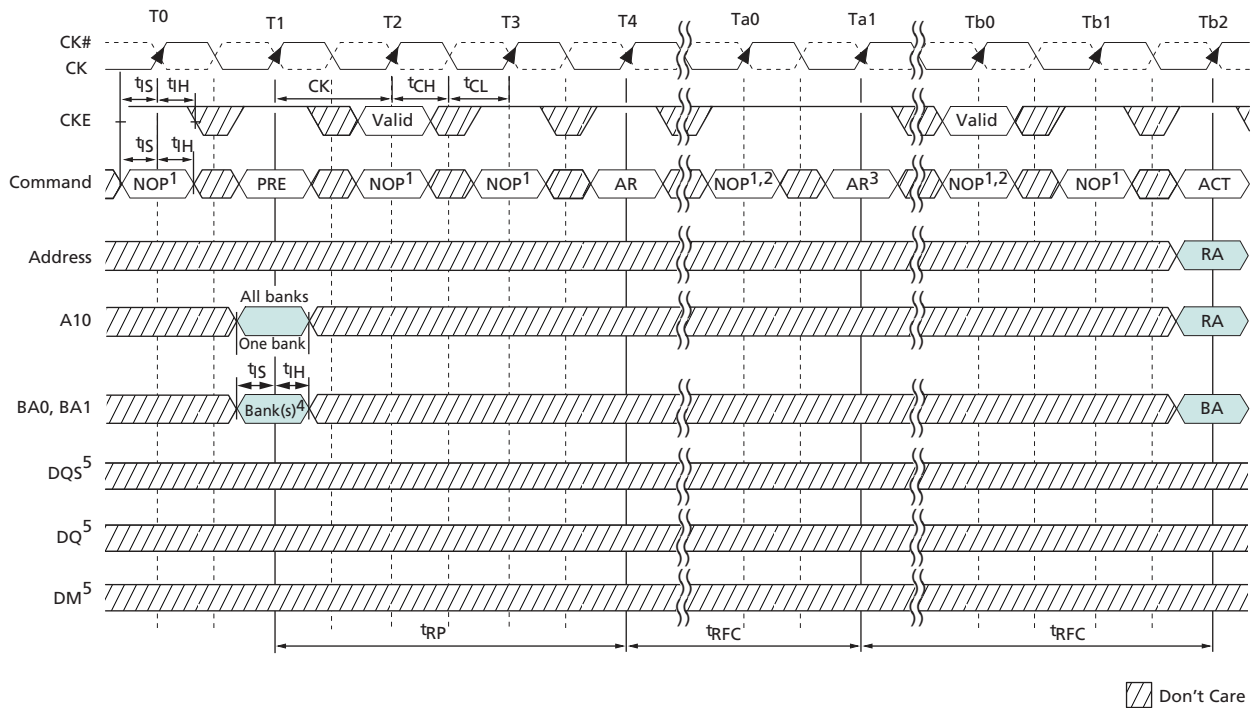 T0 T1 T2 T3 T4 Ta0 Ta1 Tb0 Tb1 Tb2
CK#
CK
tIS tIH CK tCH tCL
CKE Valid Valid
tIS tIH
Command NOP1 PRE NOP1 NOP1 AR NOP1,2 AR3 NOP1,2 NOP1 ACT
Address RA
All banks
A10 RA
One bank
tIS tIH
BA0, BA1 Bank(s)4 BA
DQS5
DQ5
DM5
tRP tRFC tRFC
Don't Care